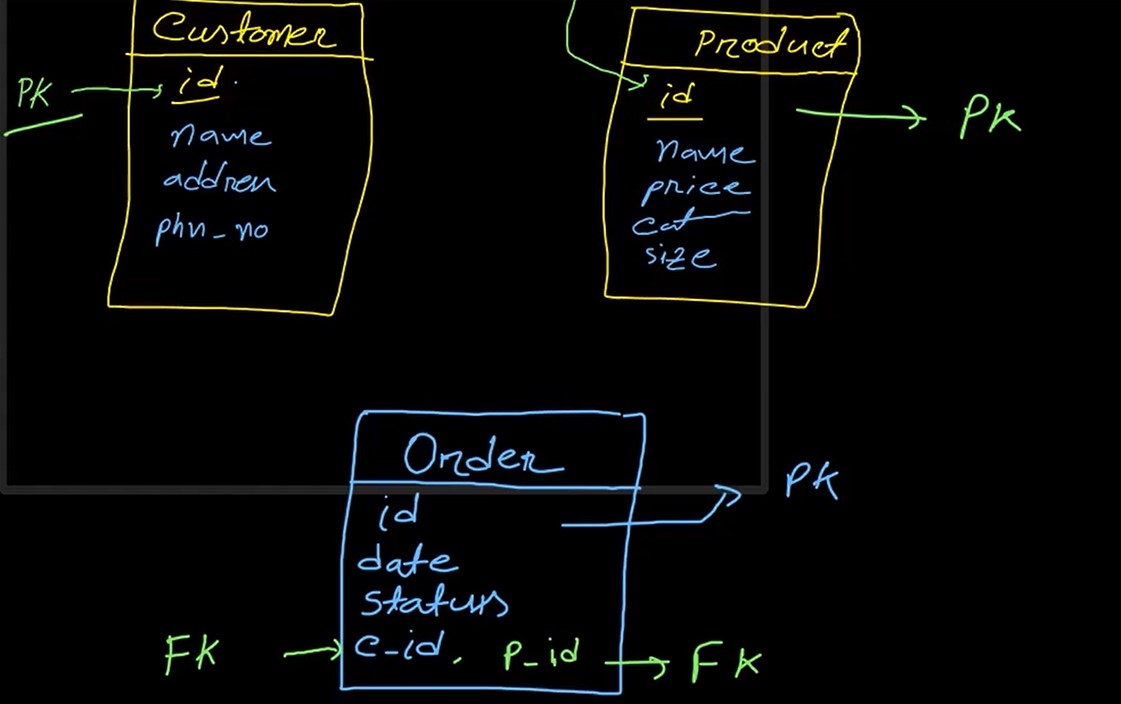 Customer
PK id
name
address
phn_no
Product
id PK
name
price
cat
size
Order
id PK
date
status
FK c_id, p_id FK